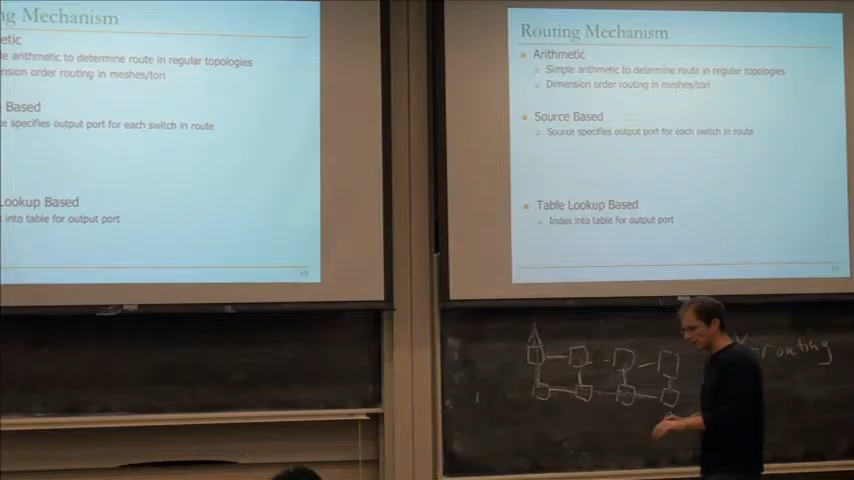 ng Mechanism
etic
e arithmetic to determine route in regular topologies
nsion order routing in meshes/tori
Based
e specifies output port for each switch in route
Lookup Based
into table for output port
Routing Mechanism
Arithmetic
Simple arithmetic to determine route in regular topologies
Dimension order routing in meshes/tori
Source Based
Source specifies output port for each switch in route
Table Lookup Based
Index into table for output port
-routing